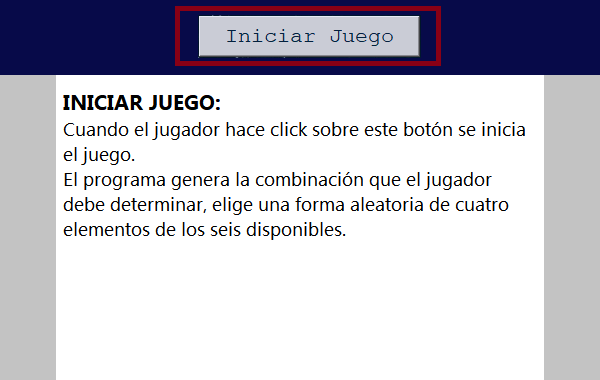 Iniciar Juego
INICIAR JUEGO:
Cuando el jugador hace click sobre este botón se inicia
el juego.
El programa genera la combinación que el jugador
debe determinar, elige una forma aleatoria de cuatro
elementos de los seis disponibles.